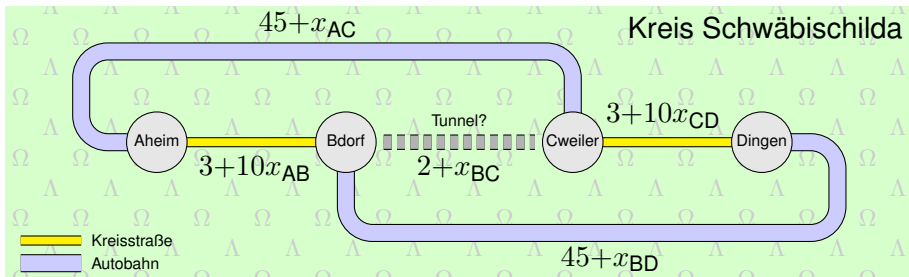 45+x_AC
Kreis Schwäbischilda
Tunnel?
3+10x_CD
Aheim
Bdorf
Cweiler
Dingen
3+10x_AB
2+x_BC
Kreisstraße
Autobahn
45+x_BD